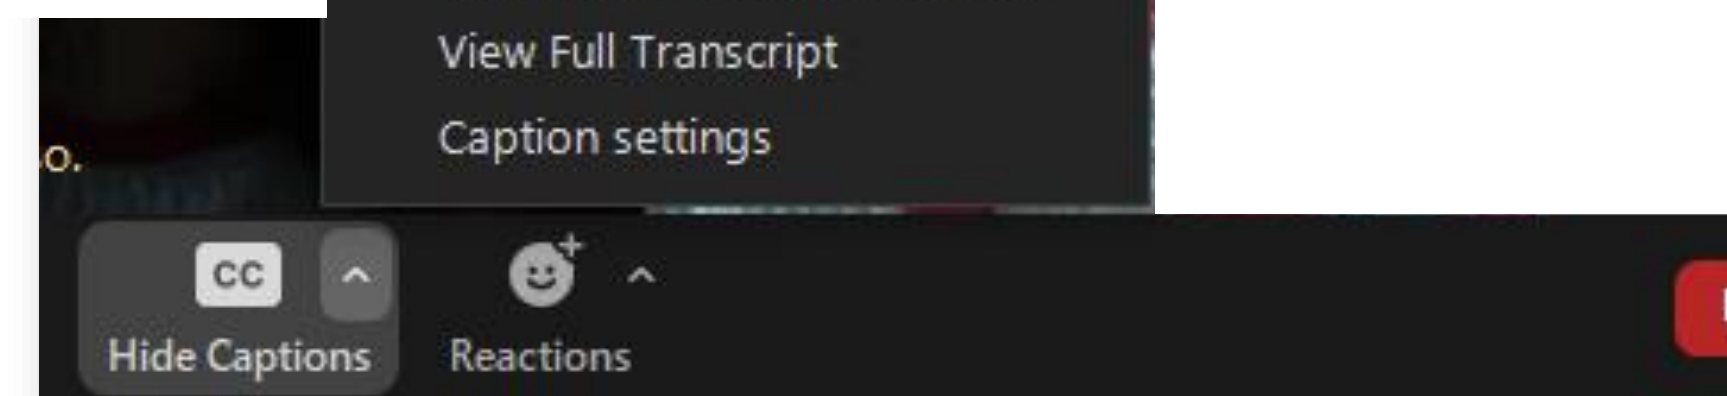 View Full Transcript
Caption settings
o.
CC
Hide Captions
Reactions